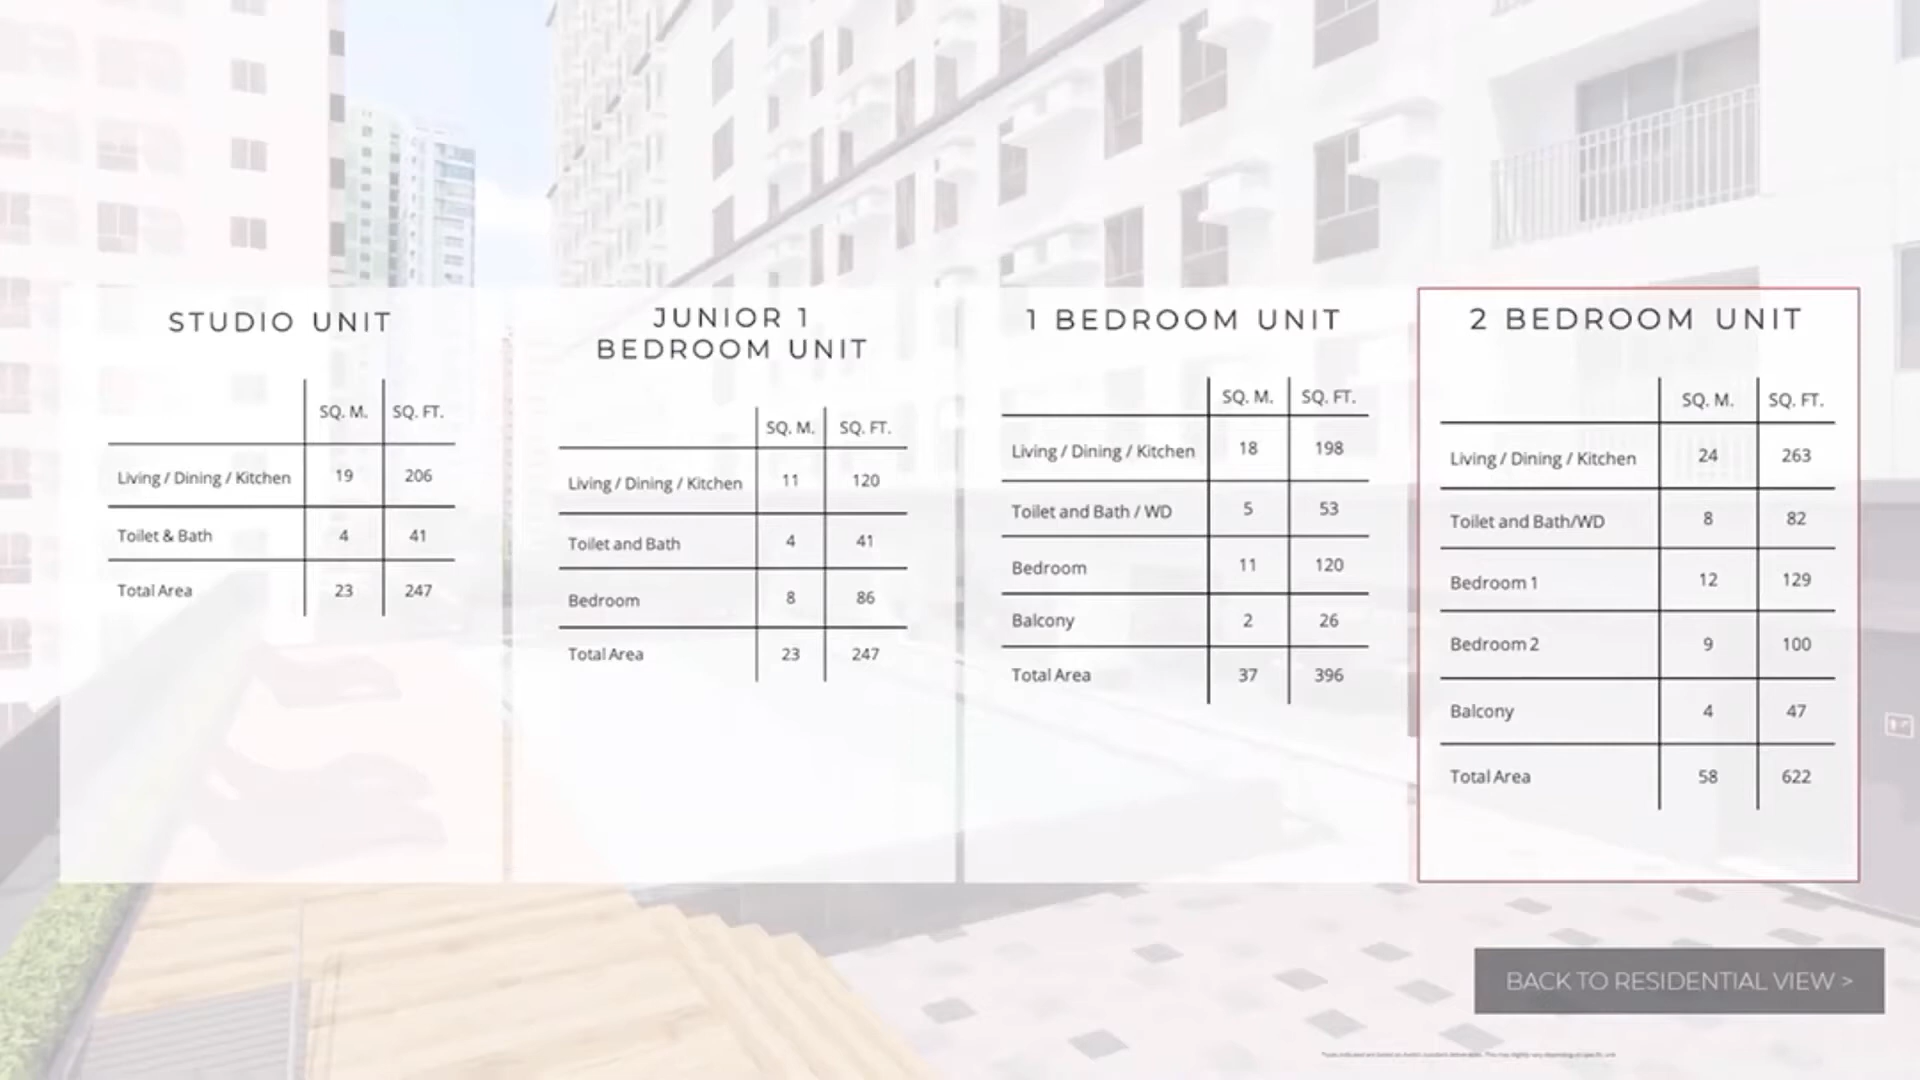 STUDIO UNIT
SQ. M. SQ. FT.
Living / Dining / Kitchen 19 206
Toilet & Bath 4 41
Total Area 23 247
JUNIOR 1
BEDROOM UNIT
SQ. M. SQ. FT.
Living / Dining / Kitchen 11 120
Toilet and Bath 4 41
Bedroom 8 86
Total Area 23 247
1 BEDROOM UNIT
SQ. M. SQ. FT.
Living / Dining / Kitchen 18 198
Toilet and Bath / WD 5 53
Bedroom 11 120
Balcony 2 26
Total Area 37 396
2 BEDROOM UNIT
SQ. M. SQ. FT.
Living / Dining / Kitchen 24 263
Toilet and Bath/WD 8 82
Bedroom 1 12 129
Bedroom 2 9 100
Balcony 4 47
Total Area 58 622
BACK TO RESIDENTIAL VIEW >